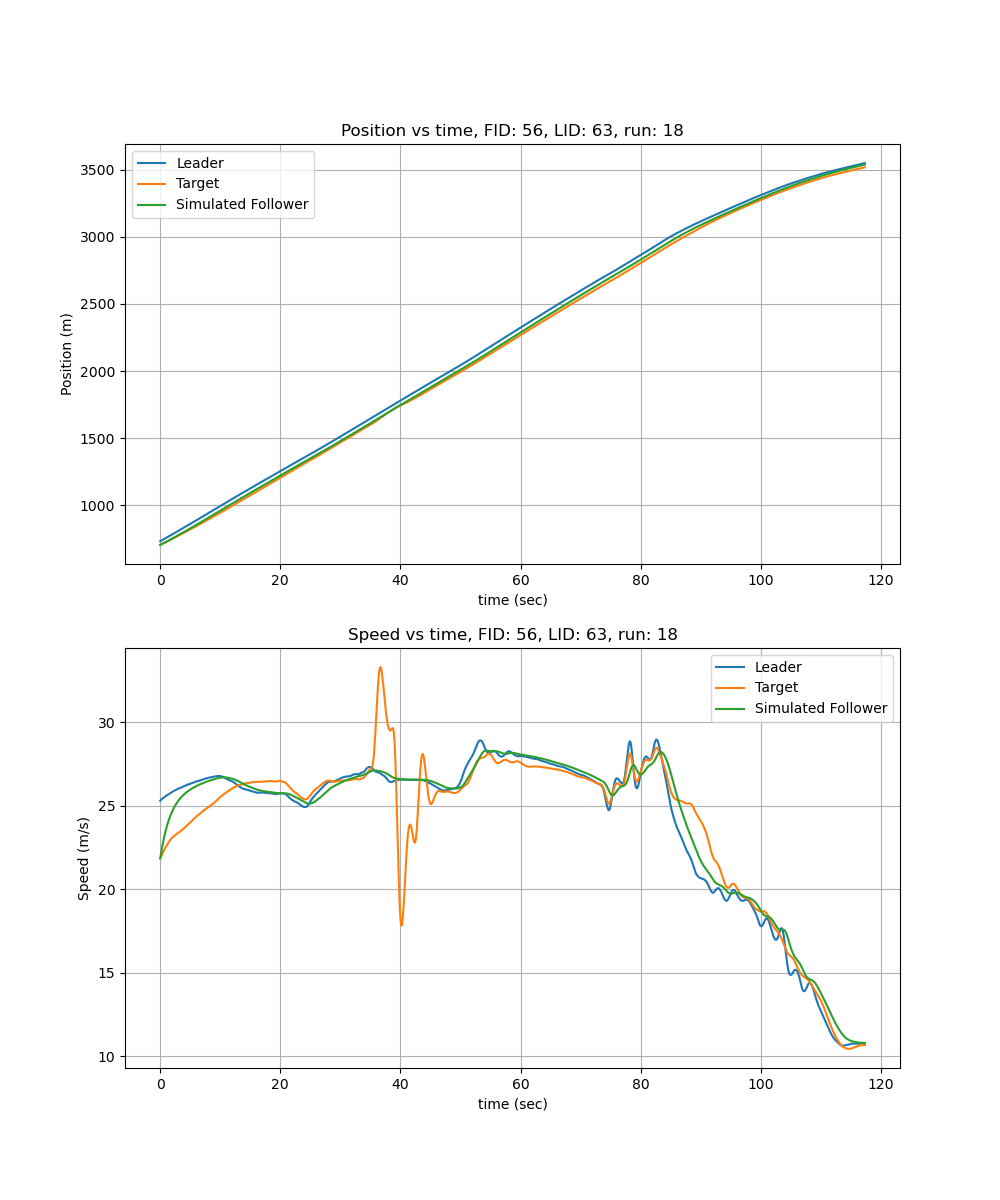 Position vs time, FID: 56, LID: 63, run: 18
Leader
Target
Simulated Follower
3500
3000
2500
2000
1500
1000
Position (m)
0 20 40 60 80 100 120
time (sec)
Speed vs time, FID: 56, LID: 63, run: 18
Leader
Target
Simulated Follower
30
25
20
15
10
Speed (m/s)
0 20 40 60 80 100 120
time (sec)